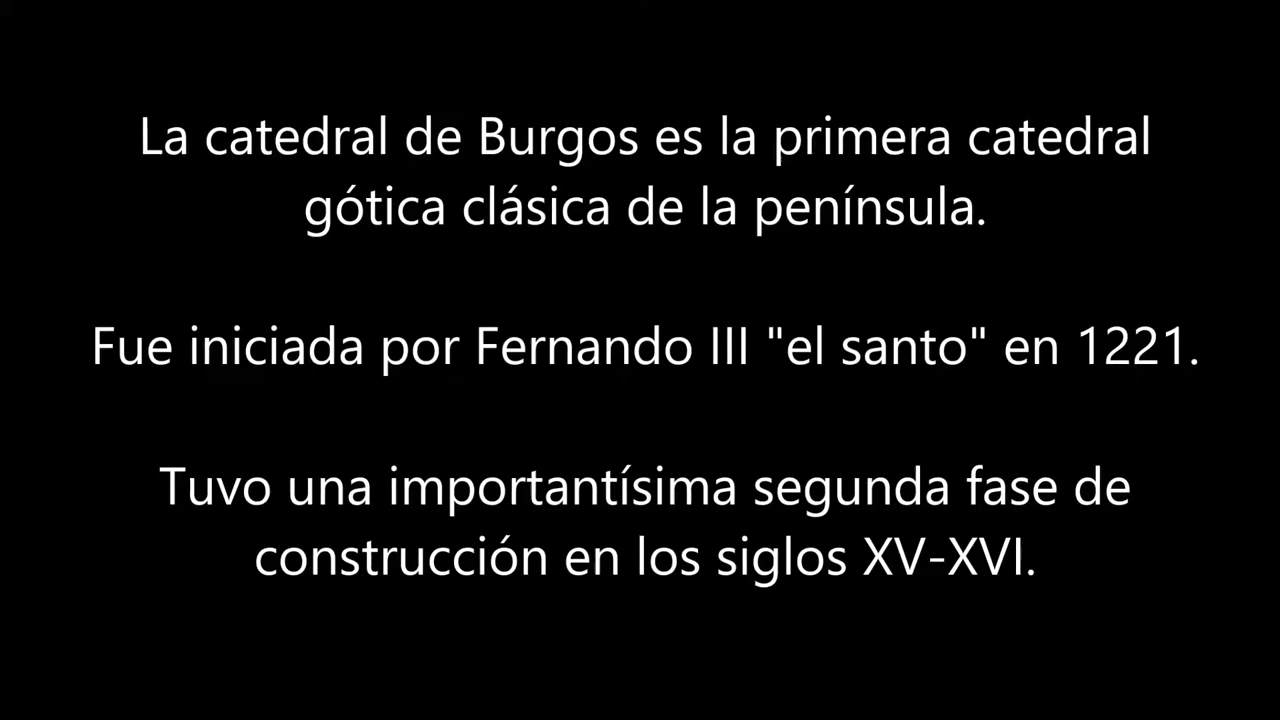 La catedral de Burgos es la primera catedral
gótica clásica de la península.
Fue iniciada por Fernando III "el santo" en 1221.
Tuvo una importantísima segunda fase de
construcción en los siglos XV-XVI.